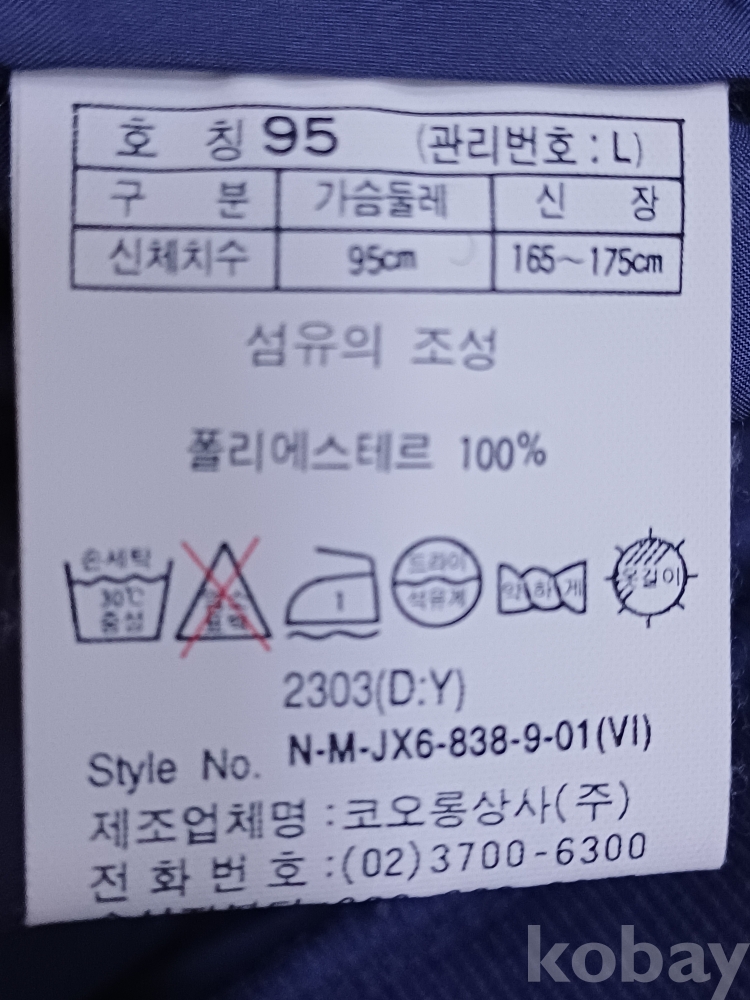 호 칭 95 (관리번호 : L)
구 분 가슴둘레 신 장
신체치수 95cm 165~175cm
섬유의 조성
폴리에스테르 100%
손세탁 드라이
30℃ 1 석유계 약하게 옷걸이
중성 표백
2303(D:Y)
Style No. N-M-JX6-838-9-01(VI)
제조업체명 : 코오롱상사(주)
전화번호 : (02)3700-6300
kobay